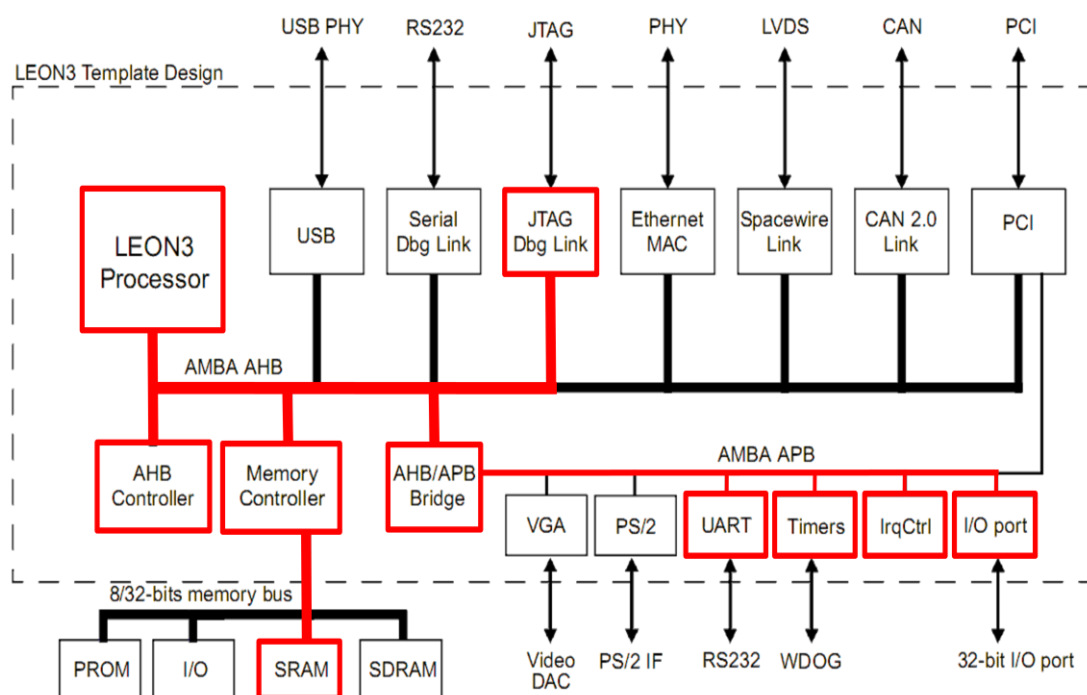 USB PHY
RS232
JTAG
PHY
LVDS
CAN
PCI
LEON3 Template Design
LEON3
Processor
USB
Serial
Dbg Link
JTAG
Dbg Link
Ethernet
MAC
Spacewire
Link
CAN 2.0
Link
PCI
AMBA AHB
AHB
Controller
Memory
Controller
AHB/APB
Bridge
AMBA APB
VGA
PS/2
UART
Timers
IrqCtrl
I/O port
8/32-bits memory bus
PROM
I/O
SRAM
SDRAM
Video
DAC
PS/2 IF
RS232
WDOG
32-bit I/O port